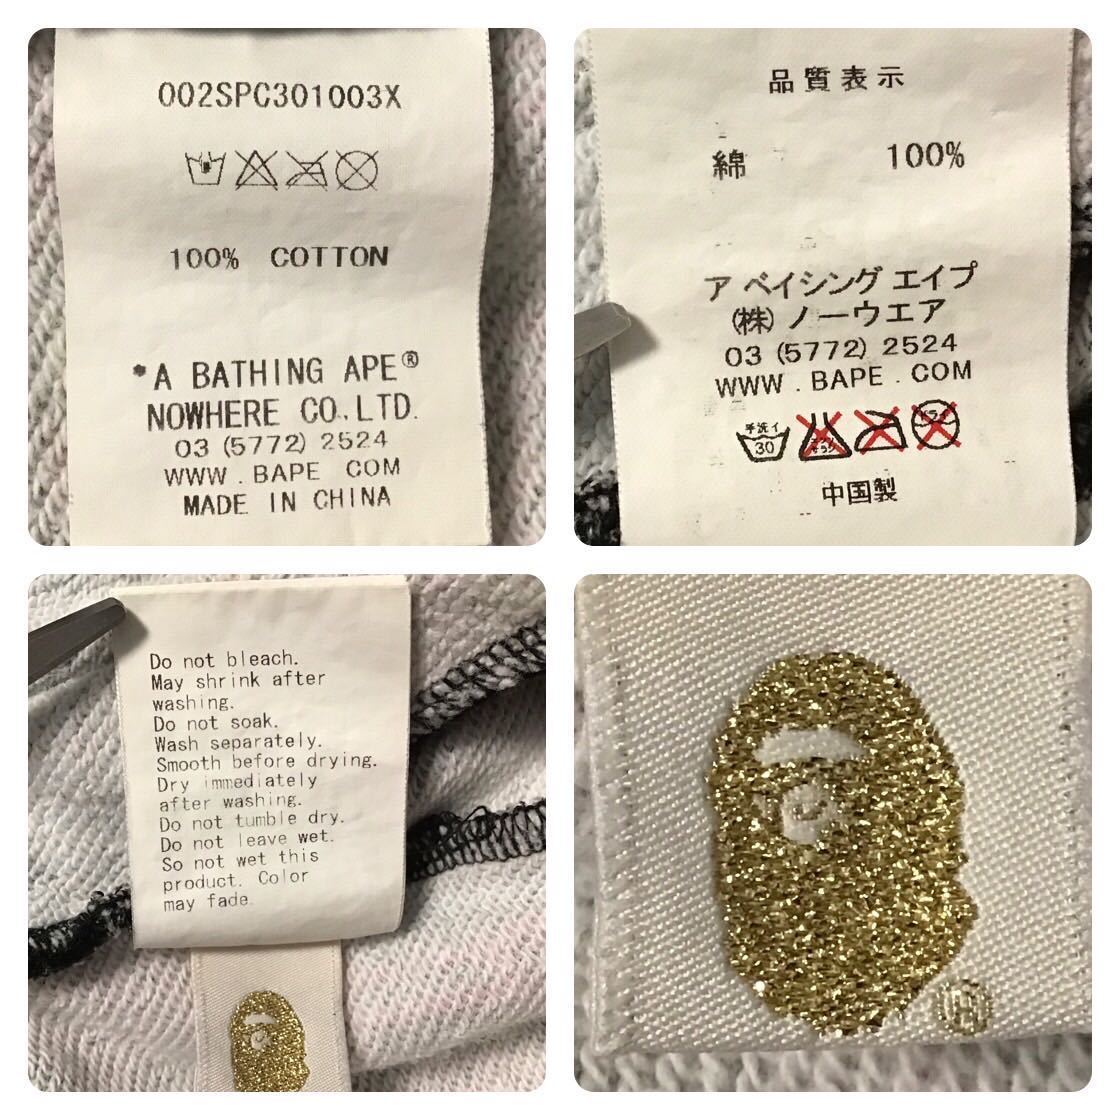 002SPC301003X
100% COTTON
*A BATHING APE®
NOWHERE CO.,LTD.
03 (5772) 2524
WWW . BAPE COM
MADE IN CHINA
品質表示
綿 100%
ア ベイシング エイプ
(株) ノーウエア
03 (5772) 2524
WWW . BAPE . COM
手洗イ
30
中国製
Do not bleach.
May shrink after
washing.
Do not soak.
Wash separately.
Smooth before drying.
Dry immediately
after washing.
Do not tumble dry.
Do not leave wet.
So not wet this
product. Color
may fade.